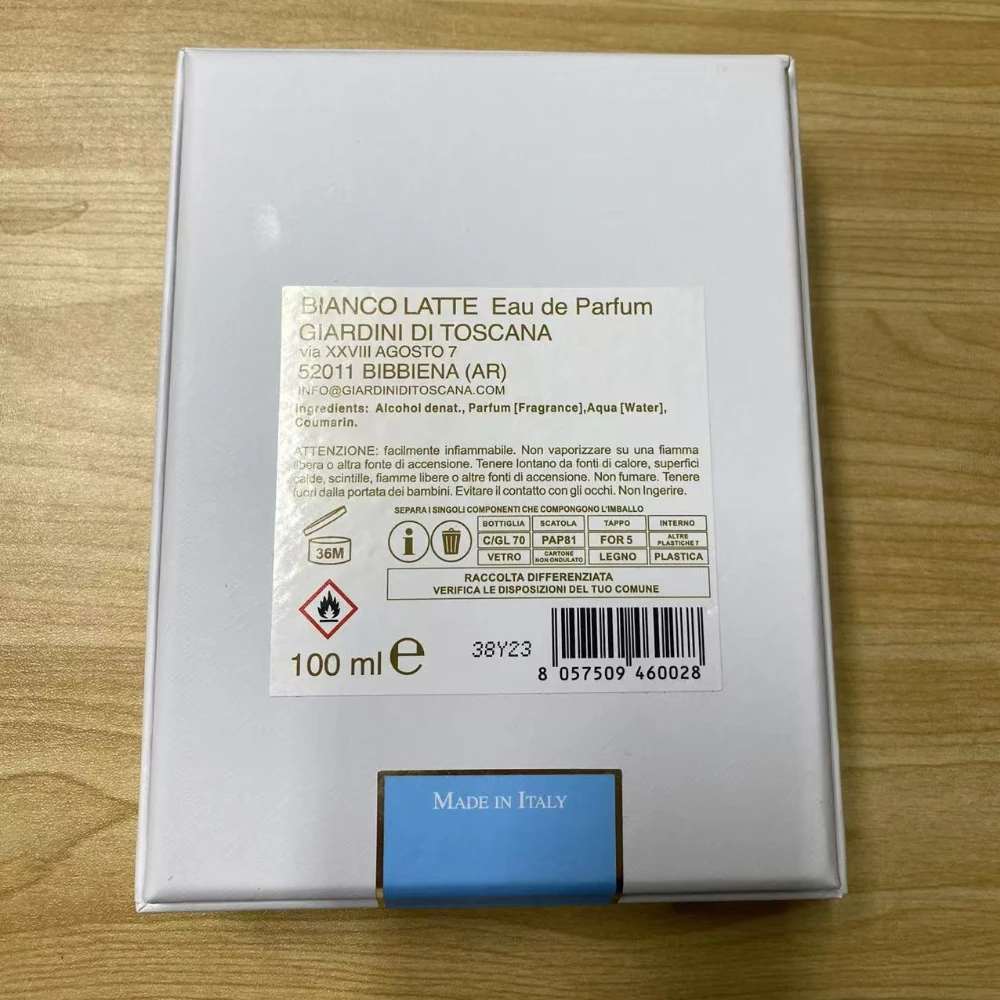 BIANCO LATTE Eau de Parfum
GIARDINI DI TOSCANA
via XXVIII AGOSTO 7
52011 BIBBIENA (AR)
INFO@GIARDINIDITOSCANA.COM
Ingredients: Alcohol denat., Parfum [Fragrance],Aqua [Water],
Coumarin.
ATTENZIONE: facilmente infiammabile. Non vaporizzare su una fiamma
libera o altra fonte di accensione. Tenere lontano da fonti di calore, superfici
calde, scintille, fiamme libere o altre fonti di accensione. Non fumare. Tenere
fuori dalla portata dei bambini. Evitare il contatto con gli occhi. Non Ingerire.
SEPARA I SINGOLI COMPONENTI CHE COMPONGONO L'IMBALLO
BOTTIGLIA SCATOLA TAPPO INTERNO
C/GL 70 PAP81 FOR 5 ALTRE PLASTICHE 7
VETRO CARTONE NON ONDULATO LEGNO PLASTICA
36M
RACCOLTA DIFFERENZIATA
VERIFICA LE DISPOSIZIONI DEL TUO COMUNE
100 ml e
38Y23
8 057509 460028
MADE IN ITALY